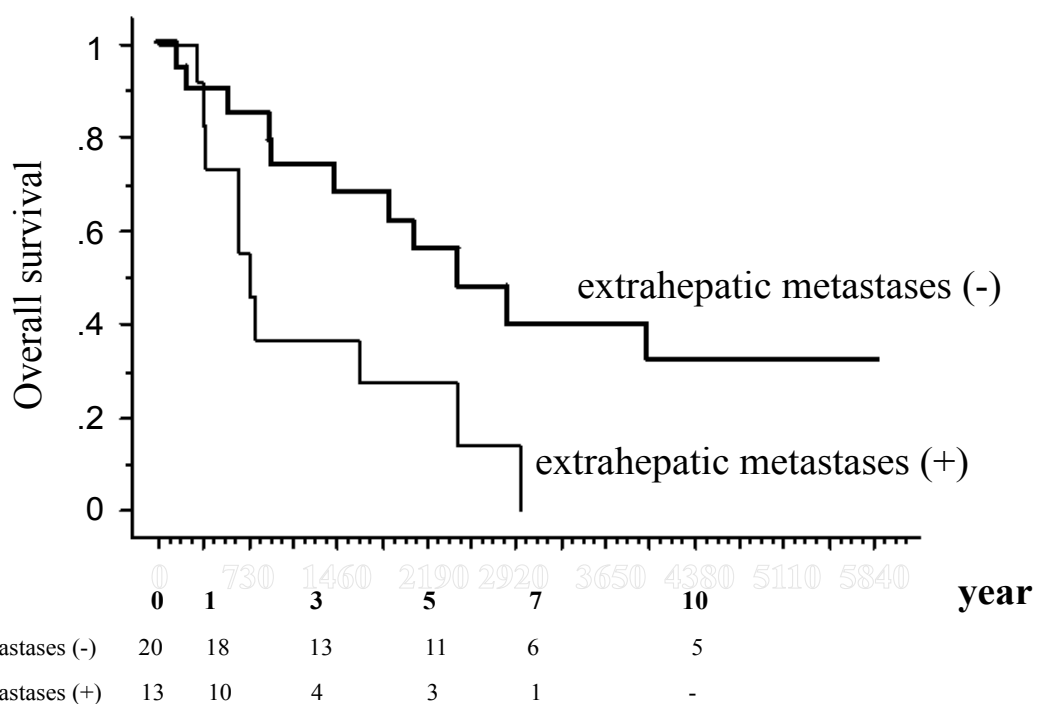 Overall survival
1
.8
.6
.4
.2
0
extrahepatic metastases (-)
extrahepatic metastases (+)
0 730 1460 2190 2920 3650 4380 5110 5840
0 1 3 5 7 10 year
astases (-) 20 18 13 11 6 5
astases (+) 13 10 4 3 1 -